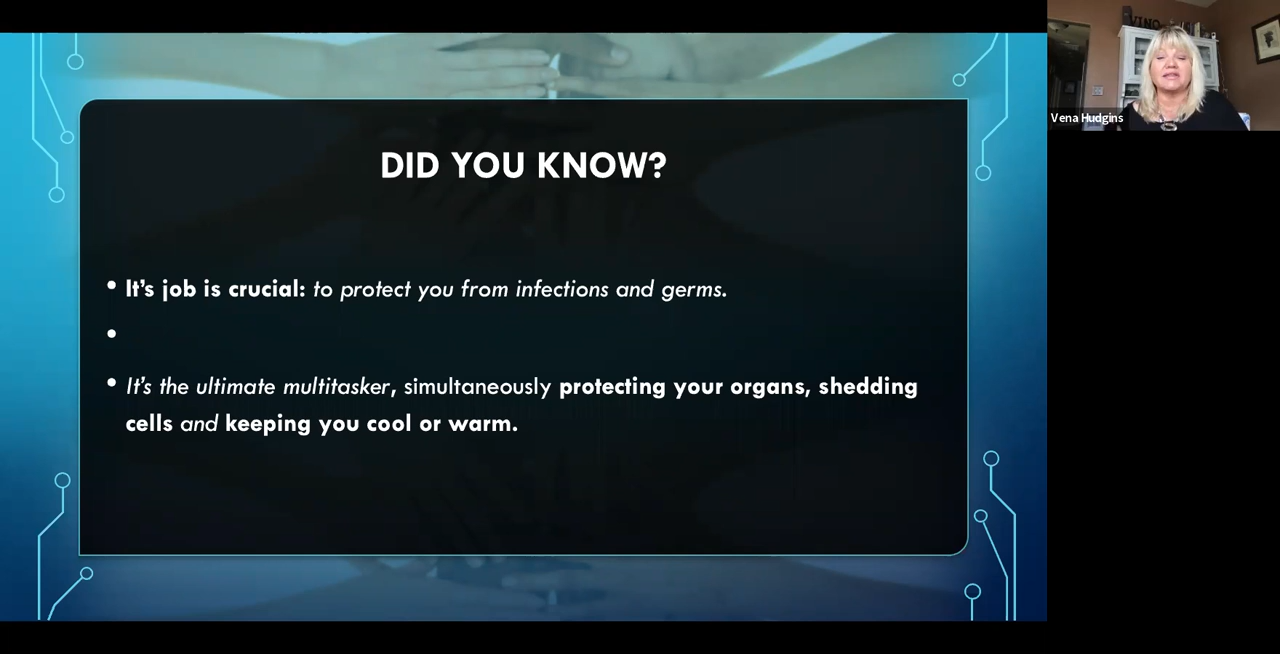 DID YOU KNOW?
• It's job is crucial: to protect you from infections and germs.
•
• It's the ultimate multitasker, simultaneously protecting your organs, shedding
cells and keeping you cool or warm.
VINO
Vena Hudgins